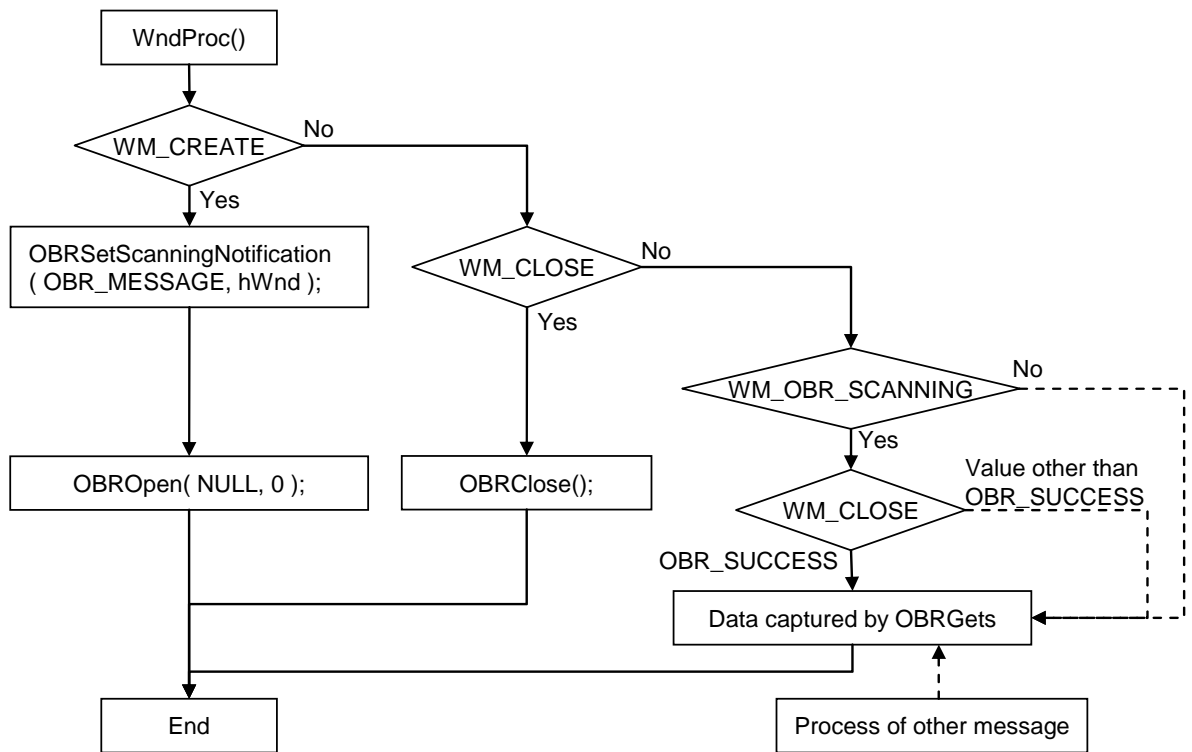 WndProc()
WM_CREATE
No
Yes
OBRSetScanningNotification
( OBR_MESSAGE, hWnd );
WM_CLOSE
No
Yes
WM_OBR_SCANNING
No
Yes
OBROpen( NULL, 0 );
OBRClose();
WM_CLOSE
Value other than
OBR_SUCCESS
OBR_SUCCESS
Data captured by OBRGets
End
Process of other message